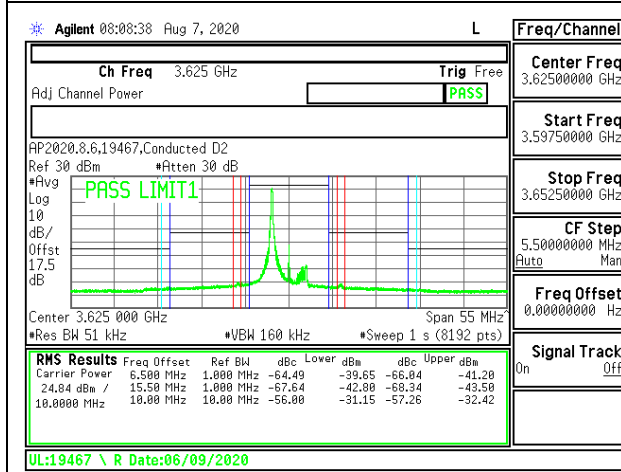 Agilent 08:08:38 Aug 7, 2020 L
Freq/Channel
Ch Freq 3.625 GHz Trig Free
Adj Channel Power PASS
Center Freq
3.62500000 GHz
Start Freq
3.59750000 GHz
Stop Freq
3.65250000 GHz
CF Step
5.50000000 MHz
Auto Man
Freq Offset
0.00000000 Hz
Signal Track
On Off
AP2020.8.6,19467,Conducted D2
Ref 30 dBm #Atten 30 dB
#Avg
Log
10
dB/
Offst
17.5
dB
PASS LIMIT1
Center 3.625 000 GHz Span 55 MHz
#Res BW 51 kHz #VBW 160 kHz #Sweep 1 s (8192 pts)
RMS Results Freq Offset Ref BW dBc Lower dBm dBc Upper dBm
Carrier Power 6.500 MHz 1.000 MHz -64.49 -39.65 -66.04 -41.20
24.84 dBm / 15.50 MHz 1.000 MHz -67.64 -42.80 -68.34 -43.50
10.0000 MHz 10.00 MHz 10.00 MHz -56.00 -31.15 -57.26 -32.42
UL:19467 \ R Date:06/09/2020